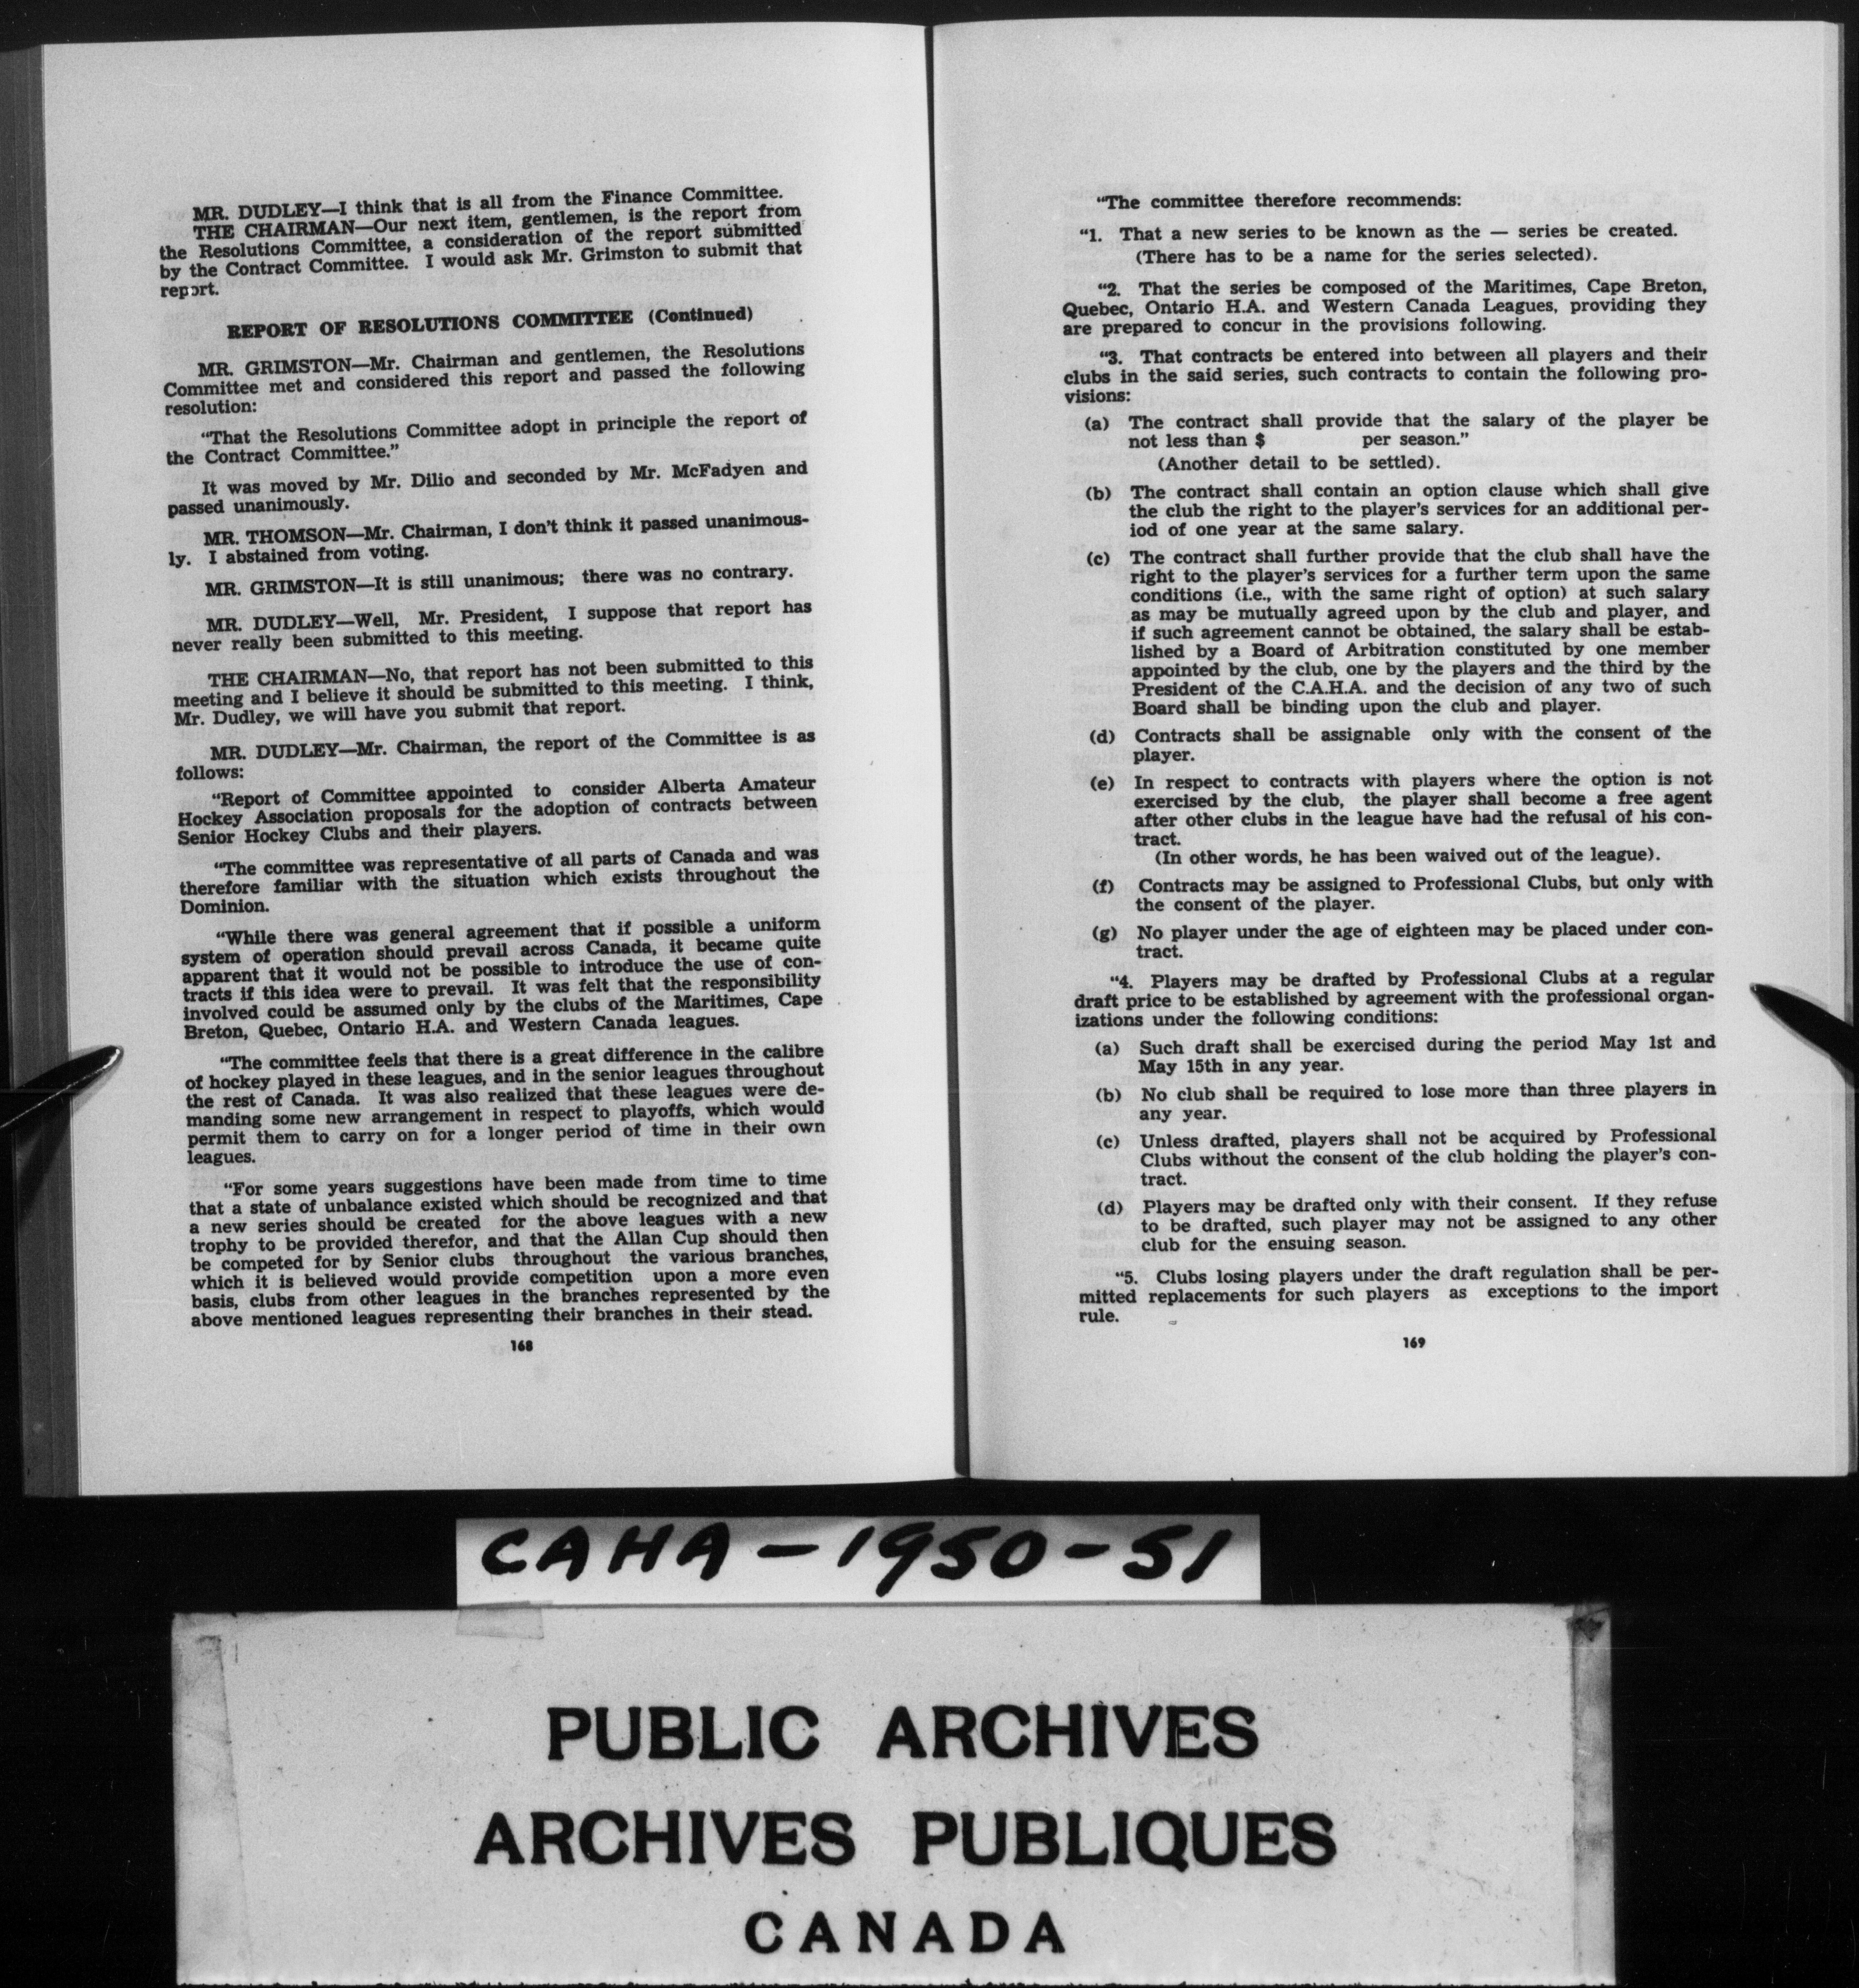 MR. DUDLEY—I think that is all from the Finance Committee.
THE CHAIRMAN—Our next item, gentlemen, is the report from
the Resolutions Committee, a consideration of the report submitted
by the Contract Committee. I would ask Mr. Grimston to submit that
report.
REPORT OF RESOLUTIONS COMMITTEE (Continued)
MR. GRIMSTON—Mr. Chairman and gentlemen, the Resolutions
Committee met and considered this report and passed the following
resolution:
"That the Resolutions Committee adopt in principle the report of
the Contract Committee."
It was moved by Mr. Dilio and seconded by Mr. McFadyen and
passed unanimously.
MR. THOMSON—Mr. Chairman, I don't think it passed unanimous-
ly. I abstained from voting.
MR. GRIMSTON—It is still unanimous; there was no contrary.
MR. DUDLEY—Well, Mr. President, I suppose that report has
never really been submitted to this meeting.
THE CHAIRMAN—No, that report has not been submitted to this
meeting and I believe it should be submitted to this meeting. I think,
Mr. Dudley, we will have you submit that report.
MR. DUDLEY—Mr. Chairman, the report of the Committee is as
follows:
"Report of Committee appointed to consider Alberta Amateur
Hockey Association proposals for the adoption of contracts between
Senior Hockey Clubs and their players.
"The committee was representative of all parts of Canada and was
therefore familiar with the situation which exists throughout the
Dominion.
"While there was general agreement that if possible a uniform
system of operation should prevail across Canada, it became quite
apparent that it would not be possible to introduce the use of con-
tracts if this idea were to prevail. It was felt that the responsibility
involved could be assumed only by the clubs of the Maritimes, Cape
Breton, Quebec, Ontario H.A. and Western Canada leagues.
"The committee feels that there is a great difference in the calibre
of hockey played in these leagues, and in the senior leagues throughout
the rest of Canada. It was also realized that these leagues were de-
manding some new arrangement in respect to playoffs, which would
permit them to carry on for a longer period of time in their own
leagues.
"For some years suggestions have been made from time to time
that a state of unbalance existed which should be recognized and that
a new series should be created for the above leagues with a new
trophy to be provided therefor, and that the Allan Cup should then
be competed for by Senior clubs throughout the various branches,
which it is believed would provide competition upon a more even
basis, clubs from other leagues in the branches represented by the
above mentioned leagues representing their branches in their stead.
168
"The committee therefore recommends:
"1. That a new series to be known as the — series be created.
(There has to be a name for the series selected).
"2. That the series be composed of the Maritimes, Cape Breton,
Quebec, Ontario H.A. and Western Canada Leagues, providing they
are prepared to concur in the provisions following.
"3. That contracts be entered into between all players and their
clubs in the said series, such contracts to contain the following pro-
visions:
(a) The contract shall provide that the salary of the player be
not less than $ per season."
(Another detail to be settled).
(b) The contract shall contain an option clause which shall give
the club the right to the player's services for an additional per-
iod of one year at the same salary.
(c) The contract shall further provide that the club shall have the
right to the player's services for a further term upon the same
conditions (i.e., with the same right of option) at such salary
as may be mutually agreed upon by the club and player, and
if such agreement cannot be obtained, the salary shall be estab-
lished by a Board of Arbitration constituted by one member
appointed by the club, one by the players and the third by the
President of the C.A.H.A. and the decision of any two of such
Board shall be binding upon the club and player.
(d) Contracts shall be assignable only with the consent of the
player.
(e) In respect to contracts with players where the option is not
exercised by the club, the player shall become a free agent
after other clubs in the league have had the refusal of his con-
tract.
(In other words, he has been waived out of the league).
(f) Contracts may be assigned to Professional Clubs, but only with
the consent of the player.
(g) No player under the age of eighteen may be placed under con-
tract.
"4. Players may be drafted by Professional Clubs at a regular
draft price to be established by agreement with the professional organ-
izations under the following conditions:
(a) Such draft shall be exercised during the period May 1st and
May 15th in any year.
(b) No club shall be required to lose more than three players in
any year.
(c) Unless drafted, players shall not be acquired by Professional
Clubs without the consent of the club holding the player's con-
tract.
(d) Players may be drafted only with their consent. If they refuse
to be drafted, such player may not be assigned to any other
club for the ensuing season.
"5. Clubs losing players under the draft regulation shall be per-
mitted replacements for such players as exceptions to the import
rule.
169
CAHA-1950-51
PUBLIC ARCHIVES
ARCHIVES PUBLIQUES
CANADA